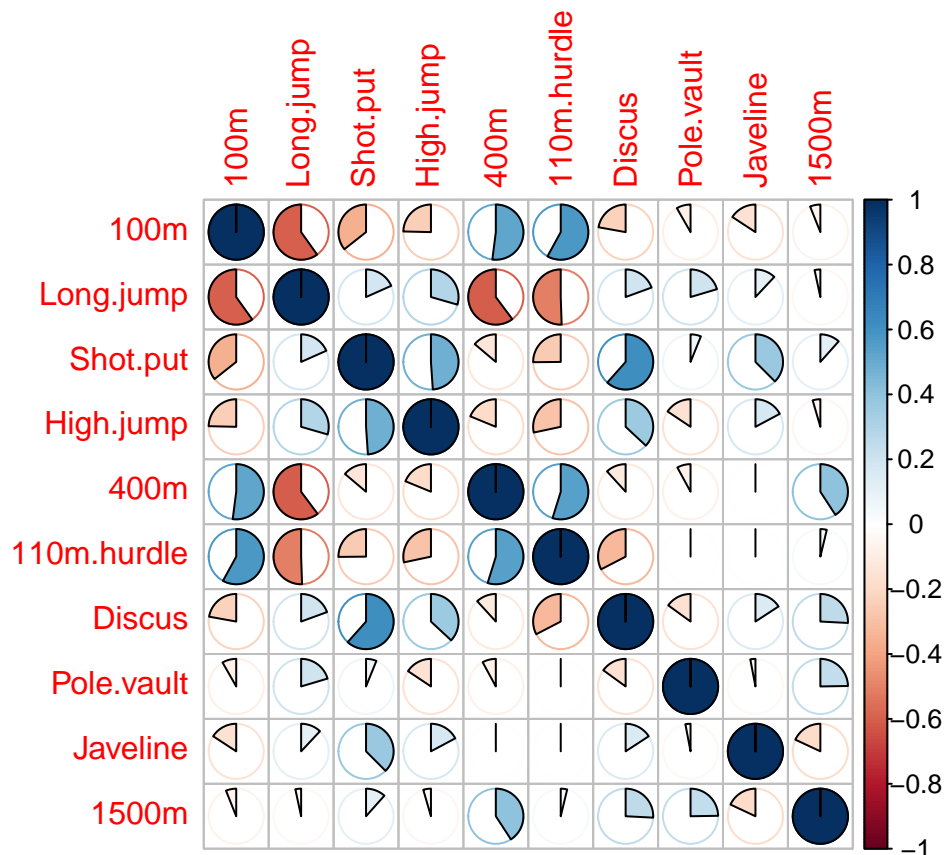 100m
Long.jump
Shot.put
High.jump
400m
110m.hurdle
Discus
Pole.vault
Javeline
1500m
100m
Long.jump
Shot.put
High.jump
400m
110m.hurdle
Discus
Pole.vault
Javeline
1500m
1
0.8
0.6
0.4
0.2
0
−0.2
−0.4
−0.6
−0.8
−1